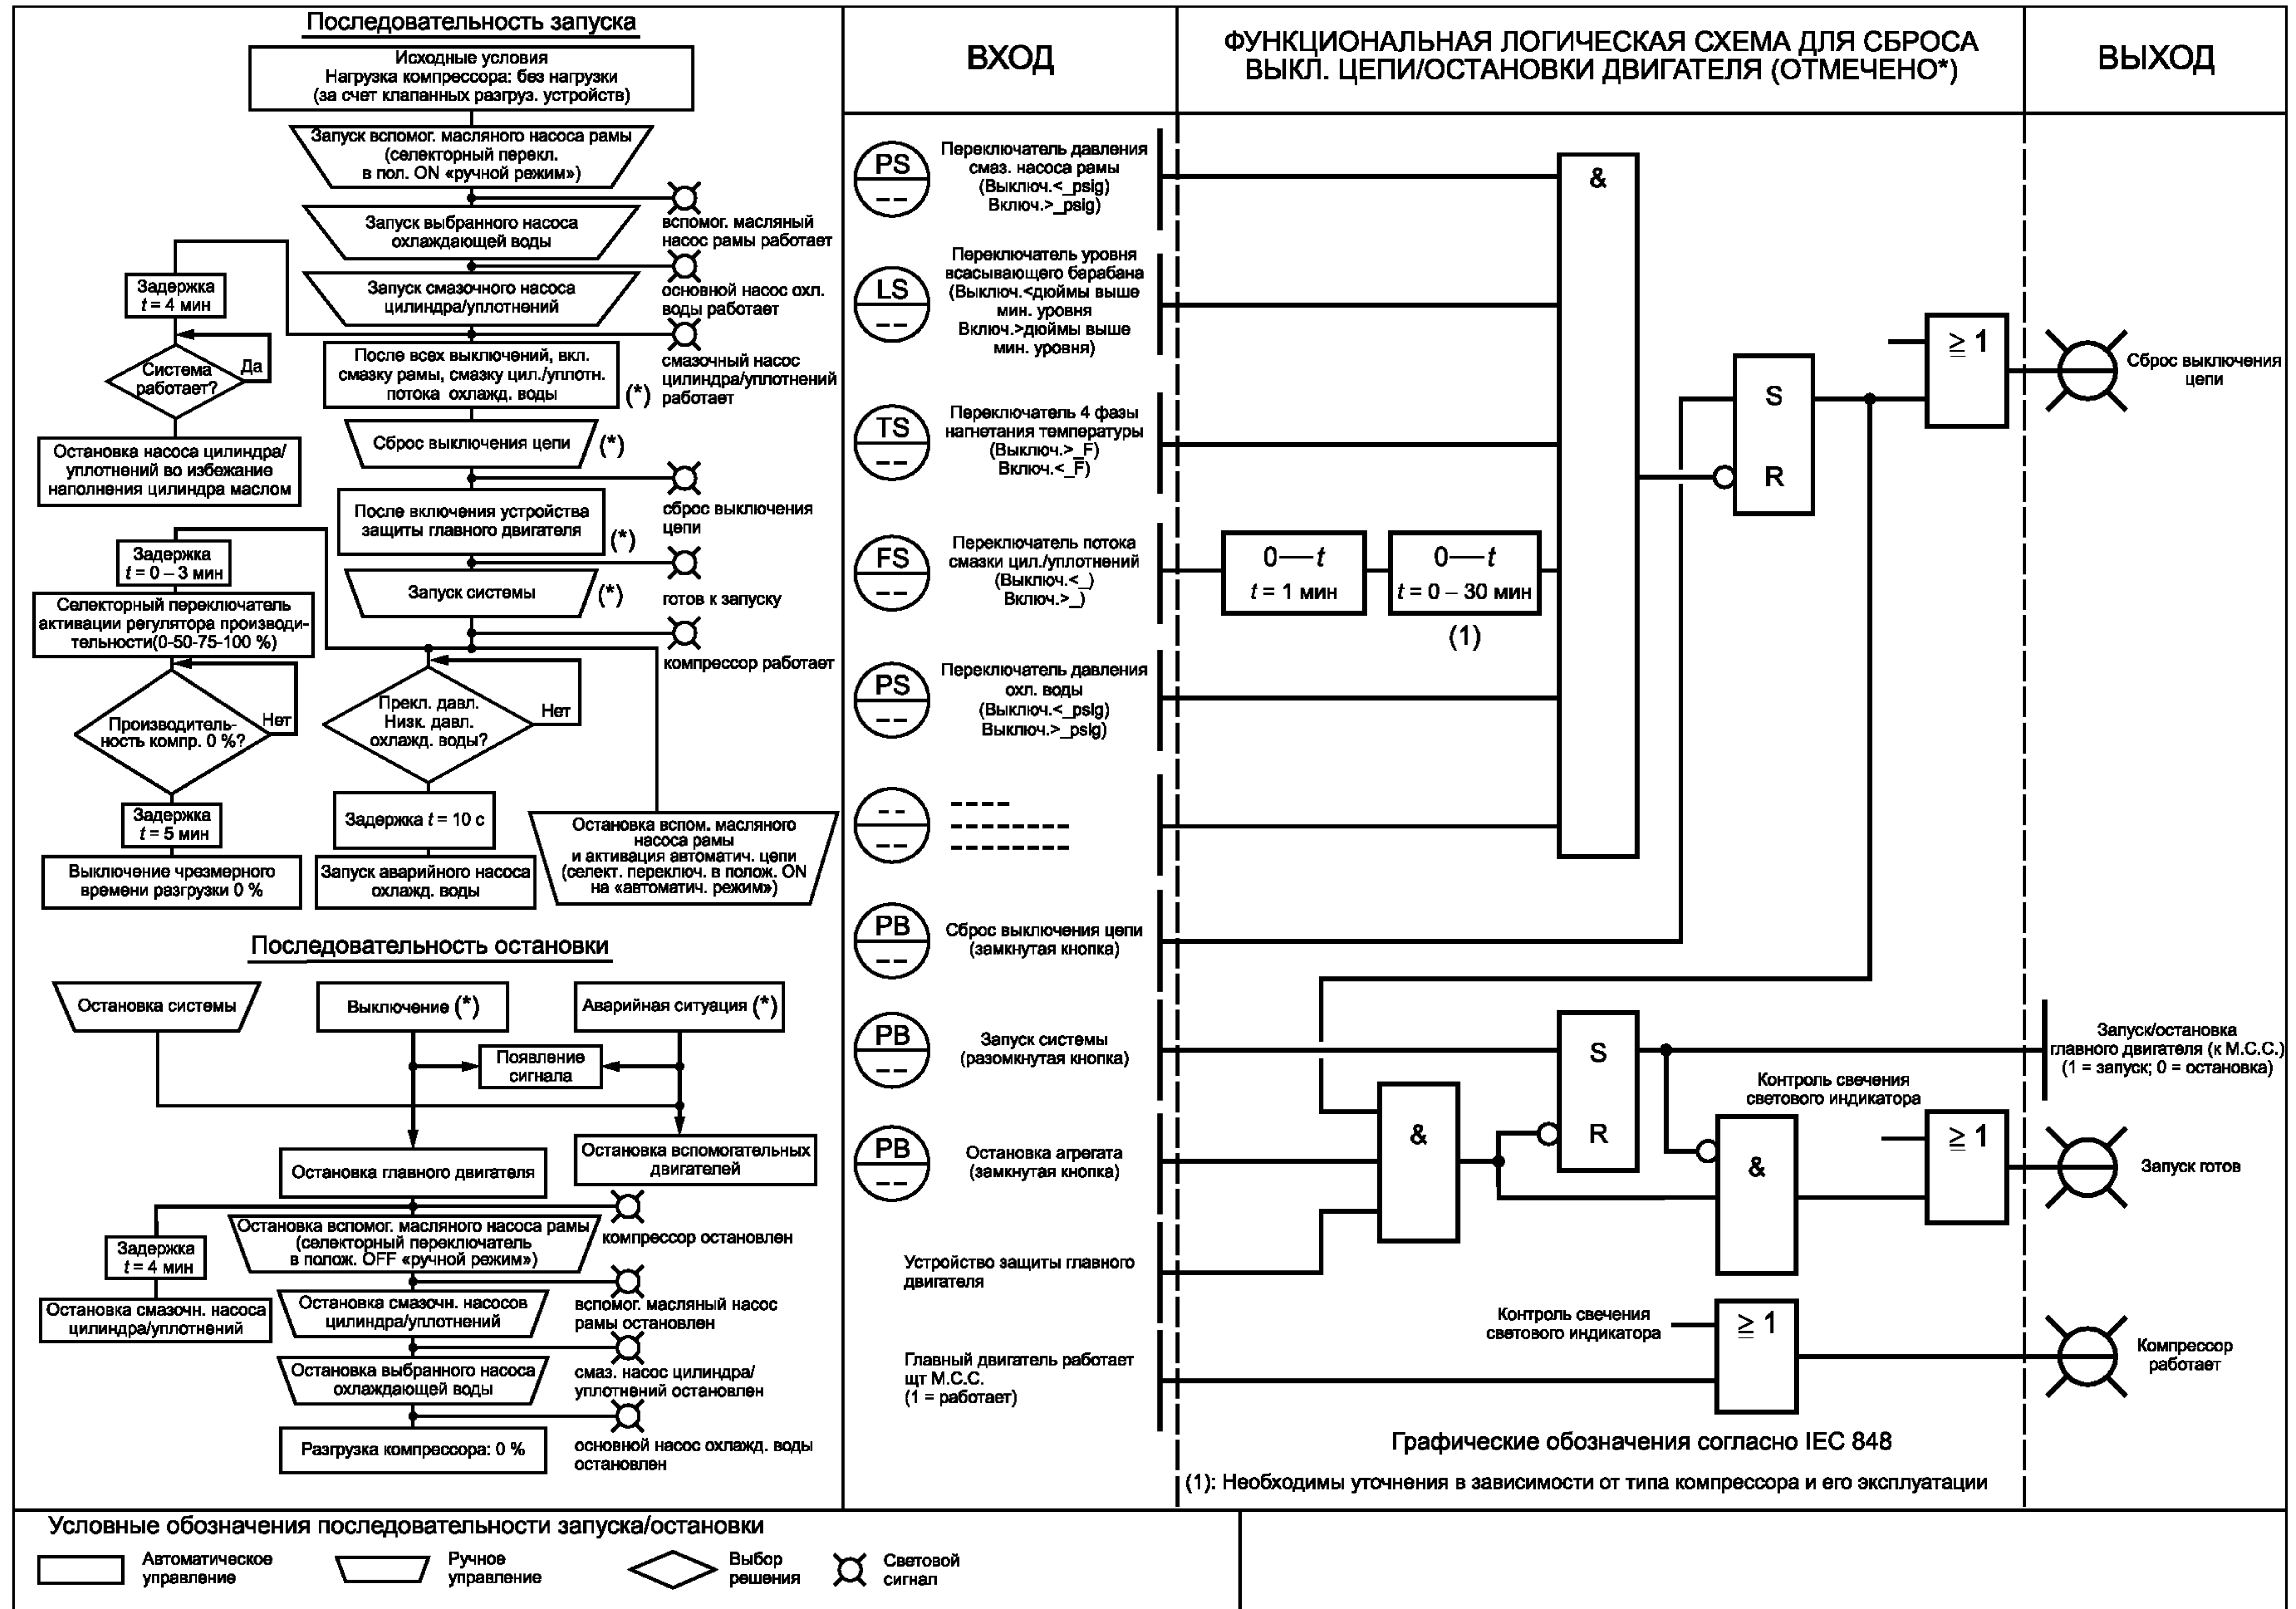 Последовательность запуска
Исходные условия
Нагрузка компрессора: без нагрузки
(за счет клапанных разгруз. устройств)
Запуск вспомог. масляного насоса рамы
(селекторный перекл.
в пол. ON «ручной режим»)
вспомог. масляный
насос рамы работает
Запуск выбранного насоса
охлаждающей воды
основной насос охл.
воды работает
Запуск смазочного насоса
цилиндра/уплотнений
смазочный насос
цилиндра/уплотнений
работает
Задержка
t = 4 мин
Система
работает?
Да
Остановка насоса цилиндра/
уплотнений во избежание
наполнения цилиндра маслом
После всех выключений, вкл.
смазку рамы, смазку цил./уплотн.
потока охлажд. воды
(*)
Сброс выключения цепи
(*)
сброс выключения
цепи
После включения устройства
защиты главного двигателя
(*)
готов к запуску
Запуск системы
(*)
компрессор работает
Задержка
t = 0 – 3 мин
Селекторный переключатель
активации регулятора производи-
тельности(0-50-75-100 %)
Производитель-
ность компр. 0 %?
Нет
Задержка
t = 5 мин
Выключение чрезмерного
времени разгрузки 0 %
Прекл. давл.
Низк. давл.
охлажд. воды?
Нет
Задержка t = 10 с
Запуск аварийного насоса
охлажд. воды
Остановка вспом. масляного
насоса рамы
и активация автоматич. цепи
(селект. переключ. в полож. ON
на «автоматич. режим»)
Последовательность остановки
Остановка системы
Выключение (*)
Аварийная ситуация (*)
Появление
сигнала
Остановка главного двигателя
Остановка вспомогательных
двигателей
компрессор остановлен
Остановка вспомог. масляного насоса рамы
(селекторный переключатель
в полож. OFF «ручной режим»)
Задержка
t = 4 мин
Остановка смазочн. насоса
цилиндра/уплотнений
вспомог. масляный насос
рамы остановлен
Остановка смазочн. насосов
цилиндра/уплотнений
смаз. насос цилиндра/
уплотнений остановлен
Остановка выбранного насоса
охлаждающей воды
основной насос охлажд. воды
остановлен
Разгрузка компрессора: 0 %
ВХОД
ФУНКЦИОНАЛЬНАЯ ЛОГИЧЕСКАЯ СХЕМА ДЛЯ СБРОСА
ВЫКЛ. ЦЕПИ/ОСТАНОВКИ ДВИГАТЕЛЯ (ОТМЕЧЕНО*)
ВЫХОД
PS
-- 
Переключатель давления
смаз. насоса рамы
(Выключ.<_psig)
Включ.>_psig)
LS
--
Переключатель уровня
всасывающего барабана
(Выключ.<дюймы выше
мин. уровня
Включ.>дюймы выше
мин. уровня)
TS
--
Переключатель 4 фазы
нагнетания температуры
(Выключ.>_F)
Включ.<_F)
FS
--
Переключатель потока
смазки цил./уплотнений
(Выключ.<_)
Включ.>_)
PS
--
Переключатель давления
охл. воды
(Выключ.<_psig)
Выключ.>_psig)
--
--
-----
----------
----------
PB
--
Сброс выключения цепи
(замкнутая кнопка)
PB
--
Запуск системы
(разомкнутая кнопка)
PB
--
Остановка агрегата
(замкнутая кнопка)
Устройство защиты главного
двигателя
Главный двигатель работает
щт М.С.С.
(1 = работает)
0—t
t = 1 мин
0—t
t = 0 – 30 мин
(1)
&
S
R
≥ 1
Сброс выключения
цепи
&
S
R
Запуск/остановка
главного двигателя (к М.С.С.)
(1 = запуск; 0 = остановка)
Контроль свечения
светового индикатора
&
≥ 1
Запуск готов
Контроль свечения
светового индикатора
≥ 1
Компрессор
работает
Графические обозначения согласно IEC 848
(1): Необходимы уточнения в зависимости от типа компрессора и его эксплуатации
Условные обозначения последовательности запуска/остановки
Автоматическое
управление
Ручное
управление
Выбор
решения
Световой
сигнал